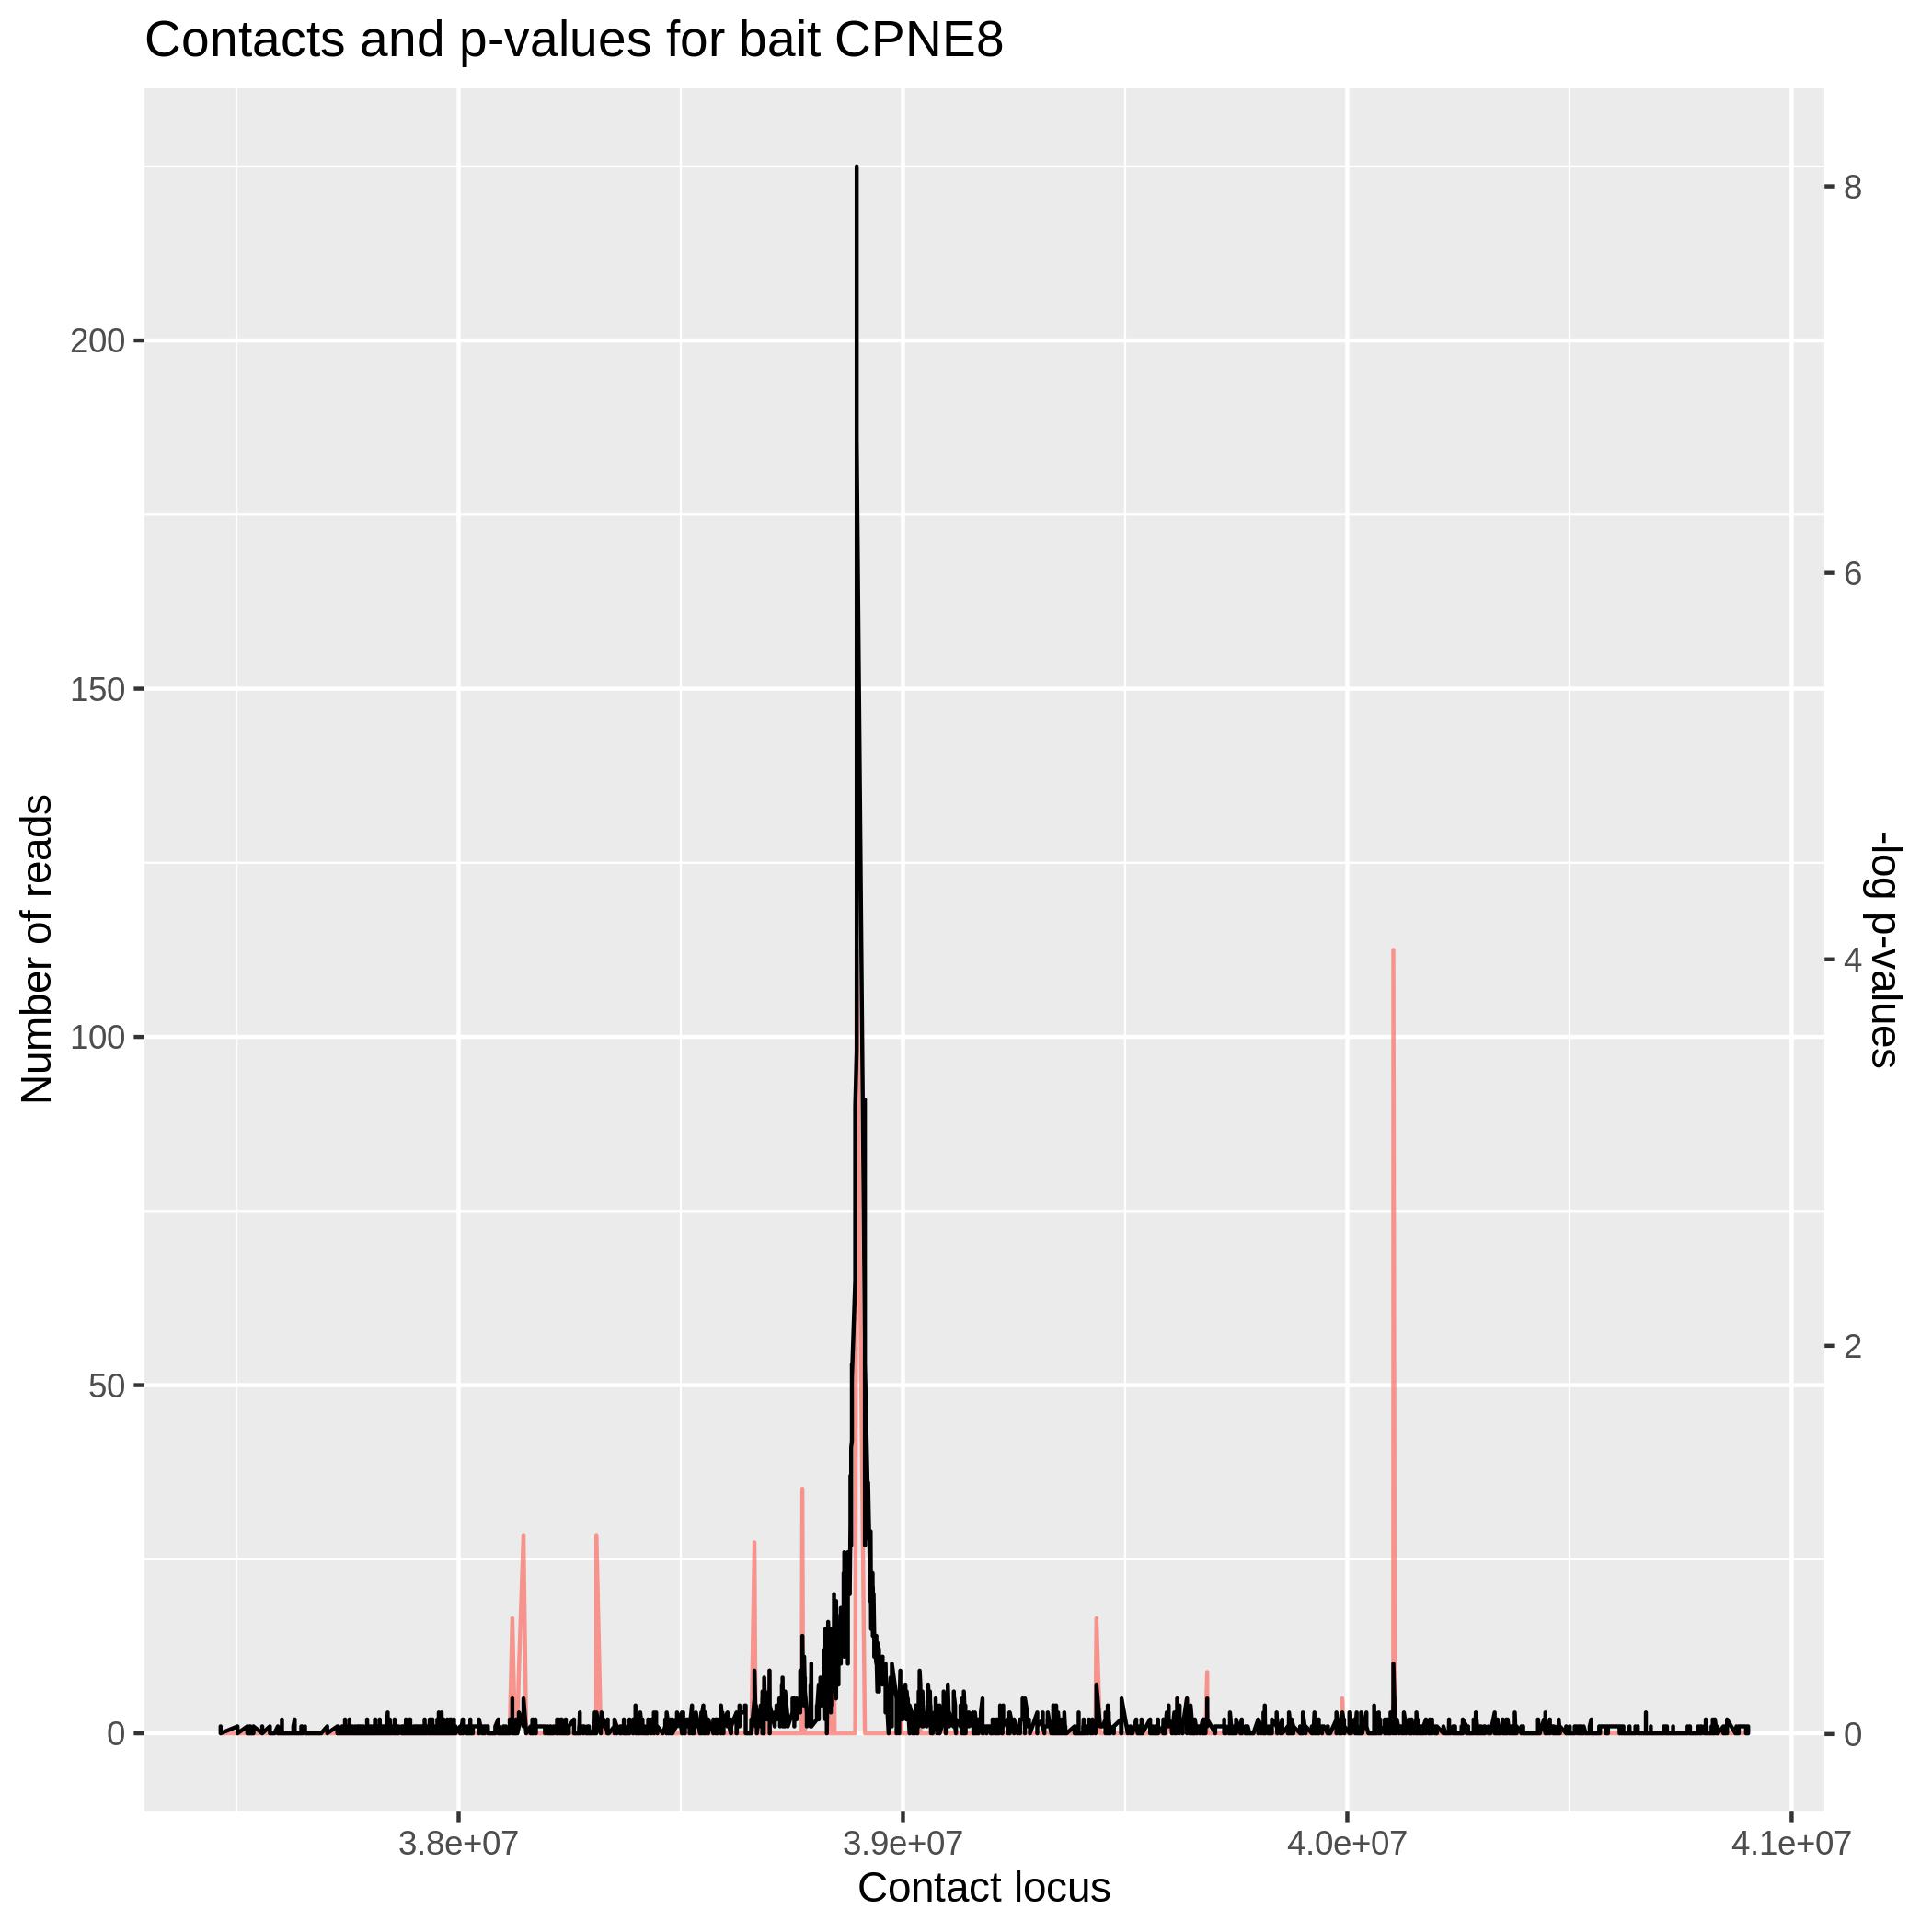 Contacts and p-values for bait CPNE8
Number of reads
200
150
100
50
0
8
6
4
2
0
-log p-values
3.8e+07
3.9e+07
4.0e+07
4.1e+07
Contact locus